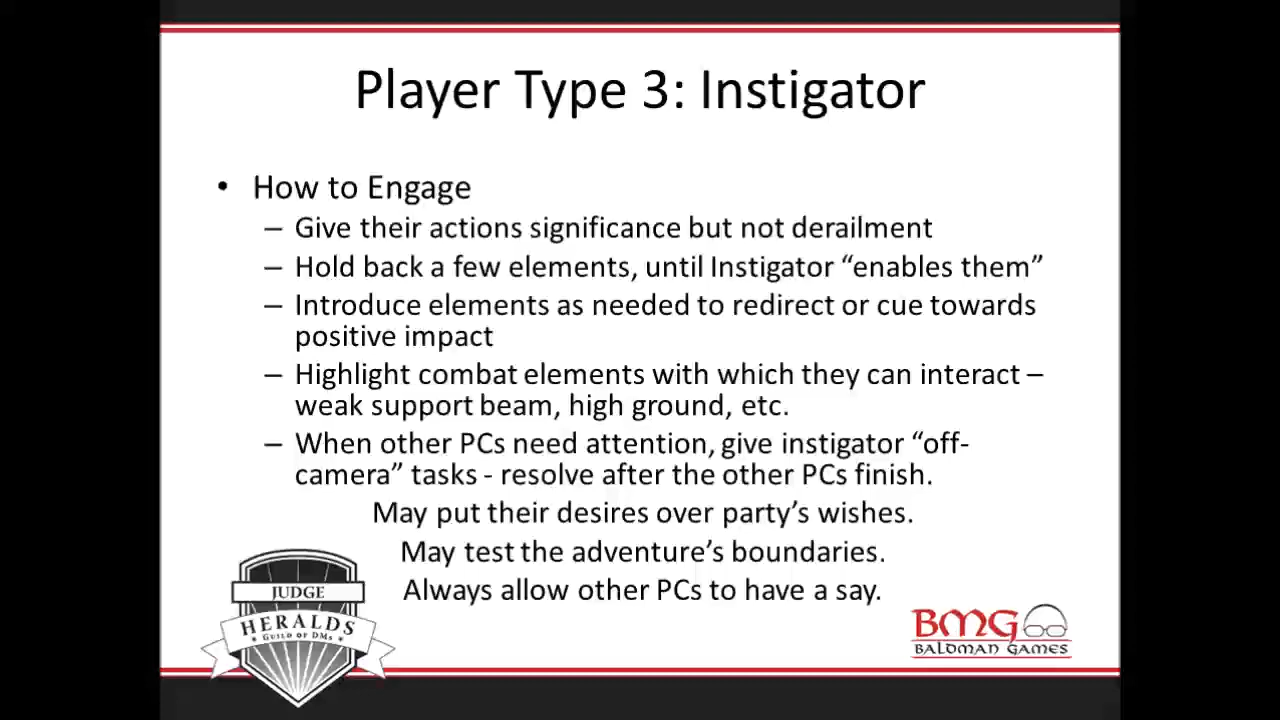 Player Type 3: Instigator
• How to Engage
– Give their actions significance but not derailment
– Hold back a few elements, until Instigator “enables them”
– Introduce elements as needed to redirect or cue towards
positive impact
– Highlight combat elements with which they can interact –
weak support beam, high ground, etc.
– When other PCs need attention, give instigator “off-
camera” tasks - resolve after the other PCs finish.
May put their desires over party’s wishes.
May test the adventure’s boundaries.
Always allow other PCs to have a say.
JUDGE
HERALDS
GUILD OF DMs
BMG
BALDMAN GAMES